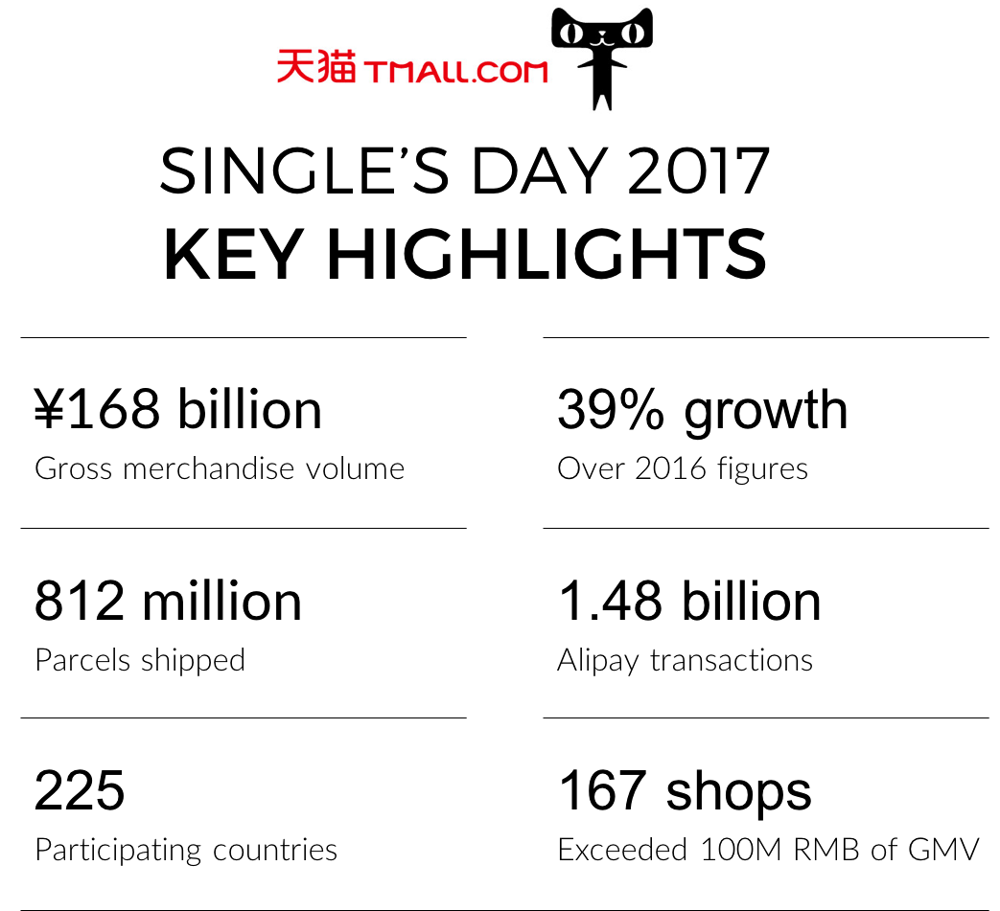 天猫 TMALL.COM
SINGLE’S DAY 2017
KEY HIGHLIGHTS
¥168 billion
Gross merchandise volume
39% growth
Over 2016 figures
812 million
Parcels shipped
1.48 billion
Alipay transactions
225
Participating countries
167 shops
Exceeded 100M RMB of GMV